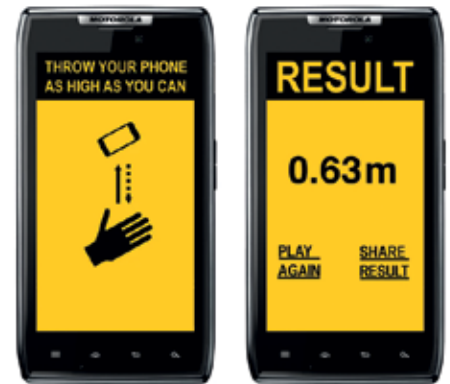 MOTOROLA
THROW YOUR PHONE
AS HIGH AS YOU CAN
MOTOROLA
RESULT
0.63m
PLAY
AGAIN
SHARE
RESULT